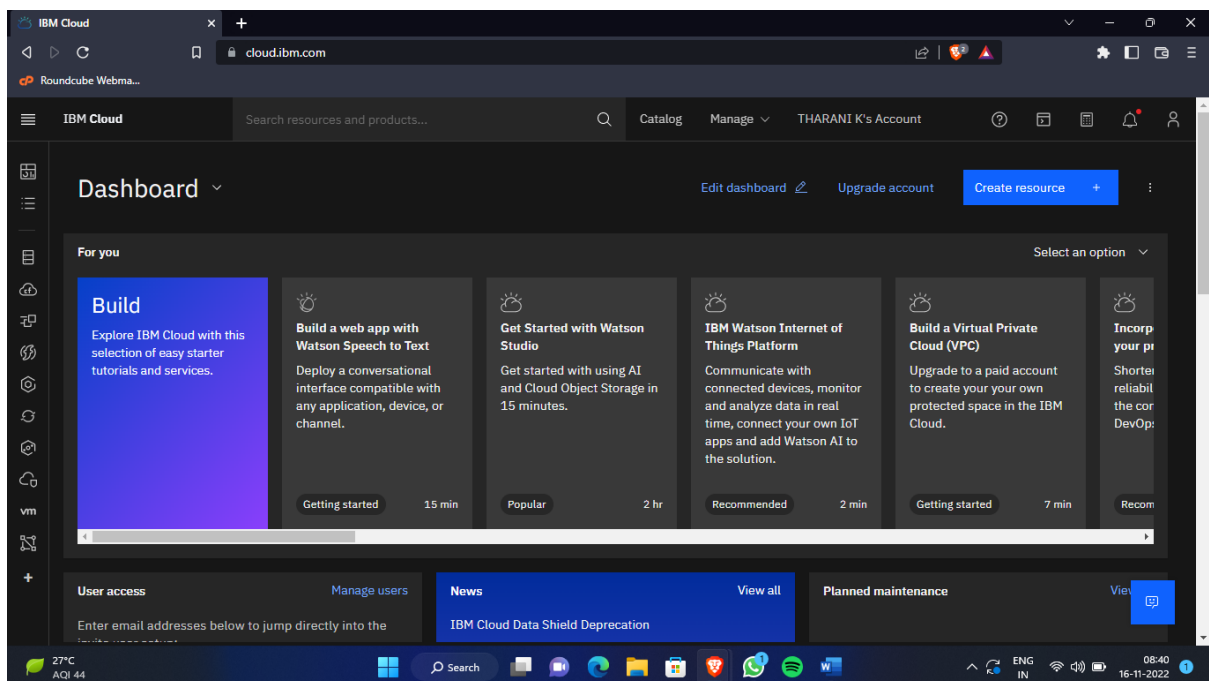 IBM Cloud
cloud.ibm.com
Roundcube Webma...
IBM Cloud
Search resources and products...
Catalog
Manage
THARANI K's Account
Dashboard
Edit dashboard
Upgrade account
Create resource +
For you
Select an option
Build
Explore IBM Cloud with this
selection of easy starter
tutorials and services.
Build a web app with
Watson Speech to Text
Deploy a conversational
interface compatible with
any application, device, or
channel.
Getting started
15 min
Get Started with Watson
Studio
Get started with using AI
and Cloud Object Storage in
15 minutes.
Popular
2 hr
IBM Watson Internet of
Things Platform
Communicate with
connected devices, monitor
and analyze data in real
time, connect your own IoT
apps and add Watson AI to
the solution.
Recommended
2 min
Build a Virtual Private
Cloud (VPC)
Upgrade to a paid account
to create your your own
protected space in the IBM
Cloud.
Getting started
7 min
Incorp
your
Shorte
reliabil
the cor
DevOp
Recom
vm
User access
Manage users
Enter email addresses below to jump directly into the
News
View all
IBM Cloud Data Shield Deprecation
Planned maintenance
27°C
AQI 44
Search
ENG
IN
08:40
16-11-2022
1